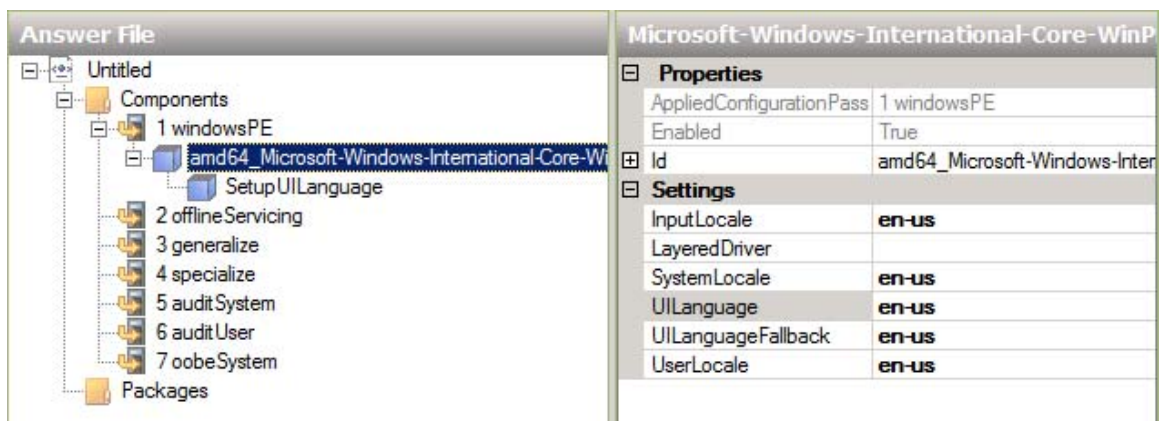 Answer File
Untitled
Components
1 windowsPE
amd64_Microsoft-Windows-International-Core-Wi
SetupUILanguage
2 offlineServicing
3 generalize
4 specialize
5 auditSystem
6 auditUser
7 oobeSystem
Packages
Microsoft-Windows-International-Core-WinP
Properties
AppliedConfigurationPass 1 windowsPE
Enabled True
Id amd64_Microsoft-Windows-Inter
Settings
InputLocale en-us
LayeredDriver
SystemLocale en-us
UILanguage en-us
UILanguageFallback en-us
UserLocale en-us